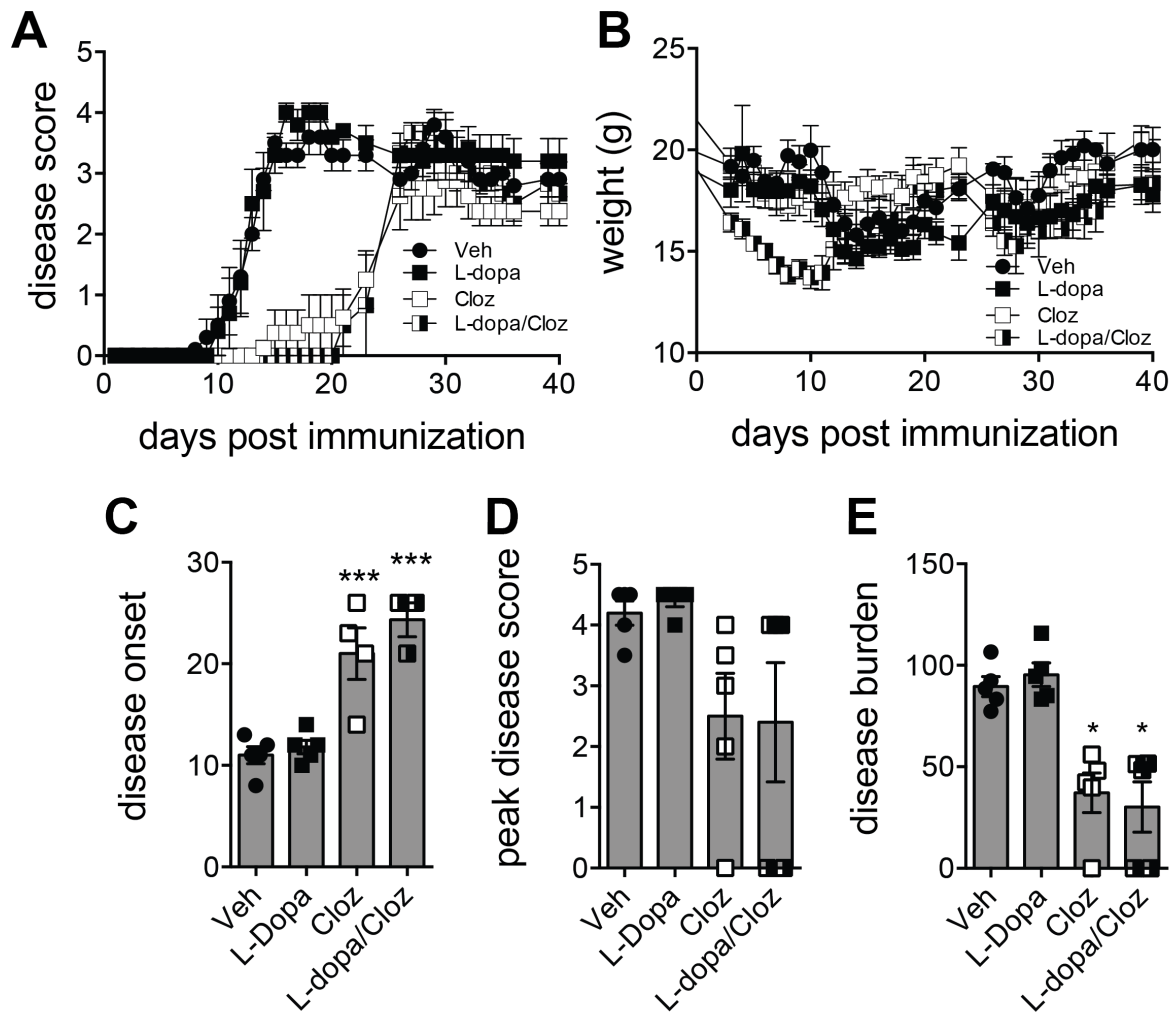 A
5
4
3
2
1
0
disease score
Veh
L-dopa
Cloz
L-dopa/Cloz
0 10 20 30 40
days post immunization
B
25
20
15
10
weight (g)
Veh
L-dopa
Cloz
L-dopa/Cloz
0 10 20 30 40
days post immunization
C
30
20
10
0
disease onset
*** ***
Veh
L-Dopa
Cloz
L-dopa/Cloz
D
5
4
3
2
1
0
peak disease score
Veh
L-Dopa
Cloz
L-dopa/Cloz
E
150
100
50
0
disease burden
* *
Veh
L-Dopa
Cloz
L-dopa/Cloz